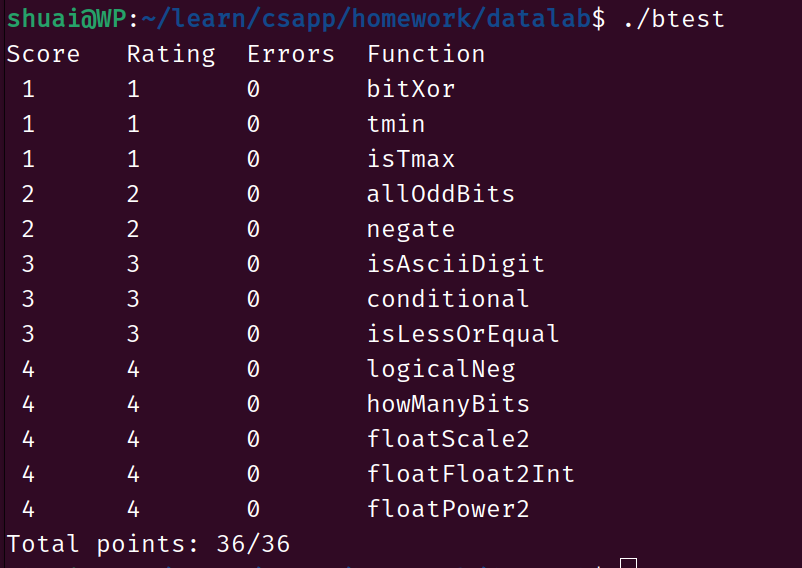 shuai@WP:~/learn/csapp/homework/datalab$ ./btest
Score Rating Errors Function
1 1 0 bitXor
1 1 0 tmin
1 1 0 isTmax
2 2 0 allOddBits
2 2 0 negate
3 3 0 isAsciiDigit
3 3 0 conditional
3 3 0 isLessOrEqual
4 4 0 logicalNeg
4 4 0 howManyBits
4 4 0 floatScale2
4 4 0 floatFloat2Int
4 4 0 floatPower2
Total points: 36/36